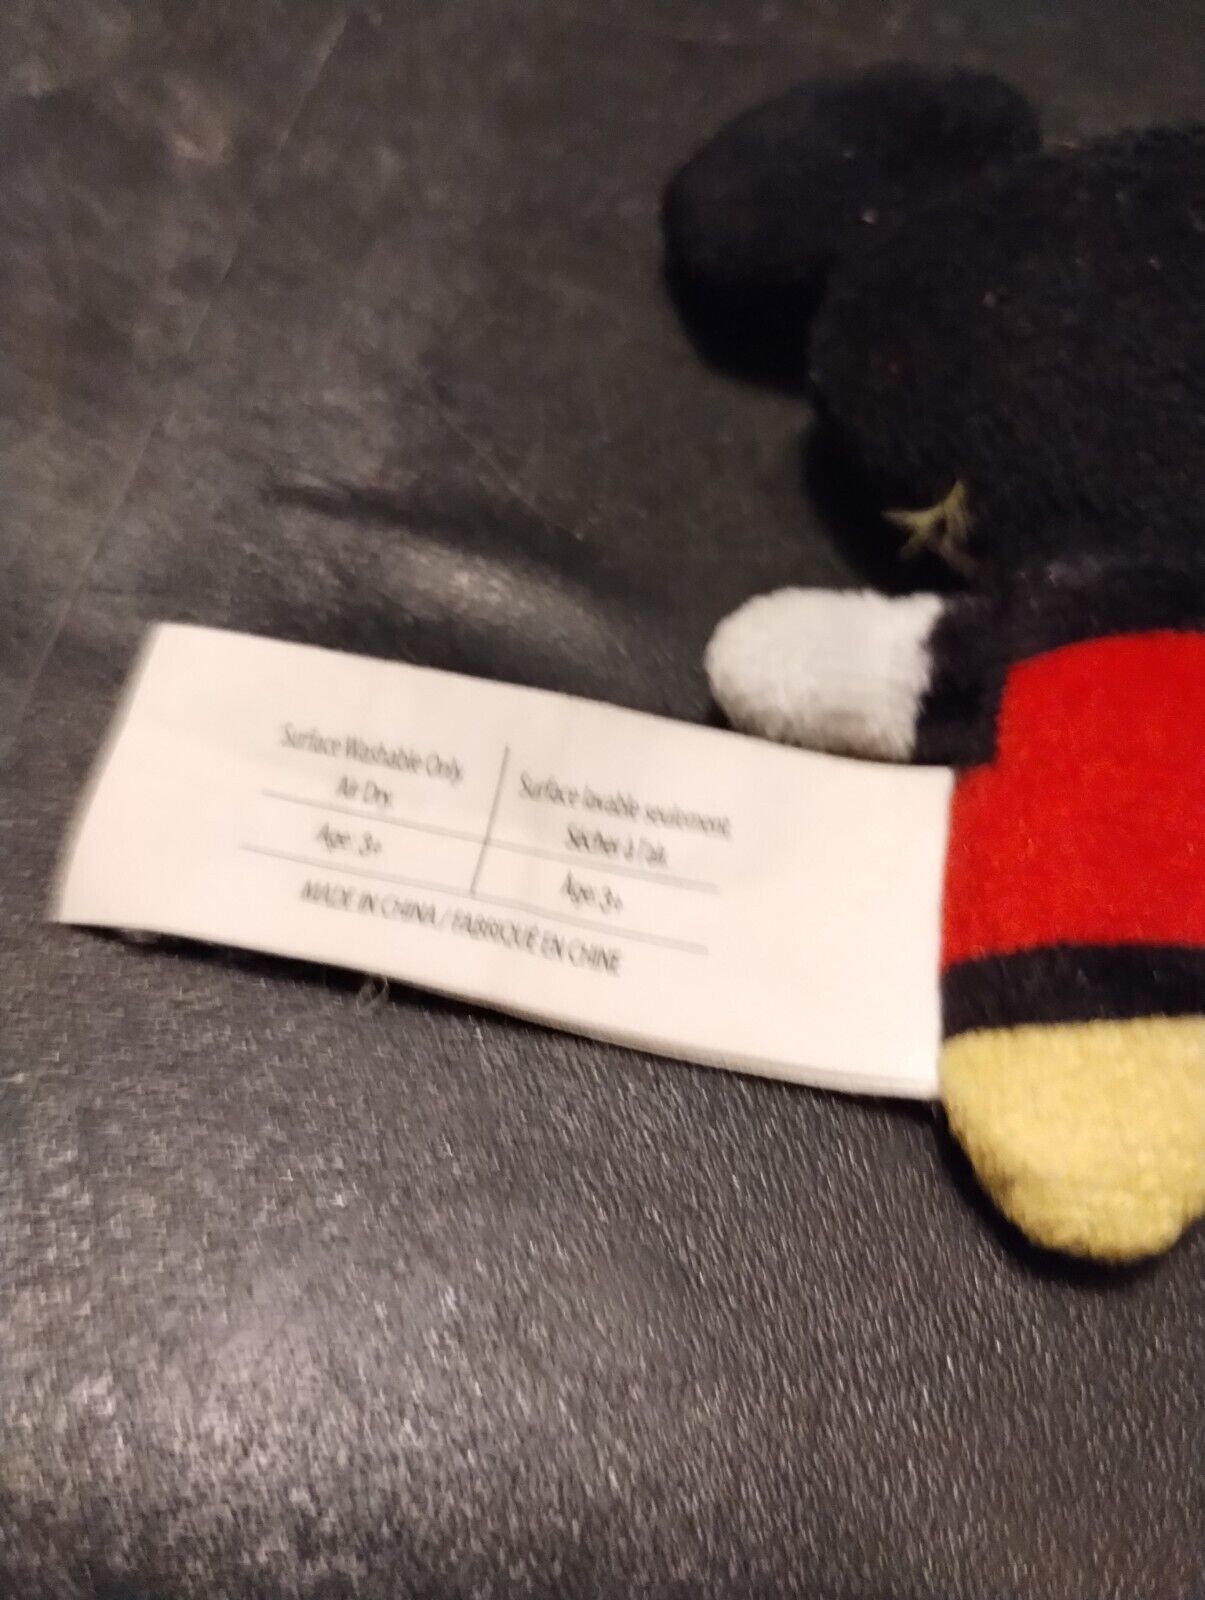 Surface Washable Only.
Air Dry.
Age: 3+
Surface lavable seulement.
Sécher à l'air.
Âge: 3+
MADE IN CHINA / FABRIQUÉ EN CHINE